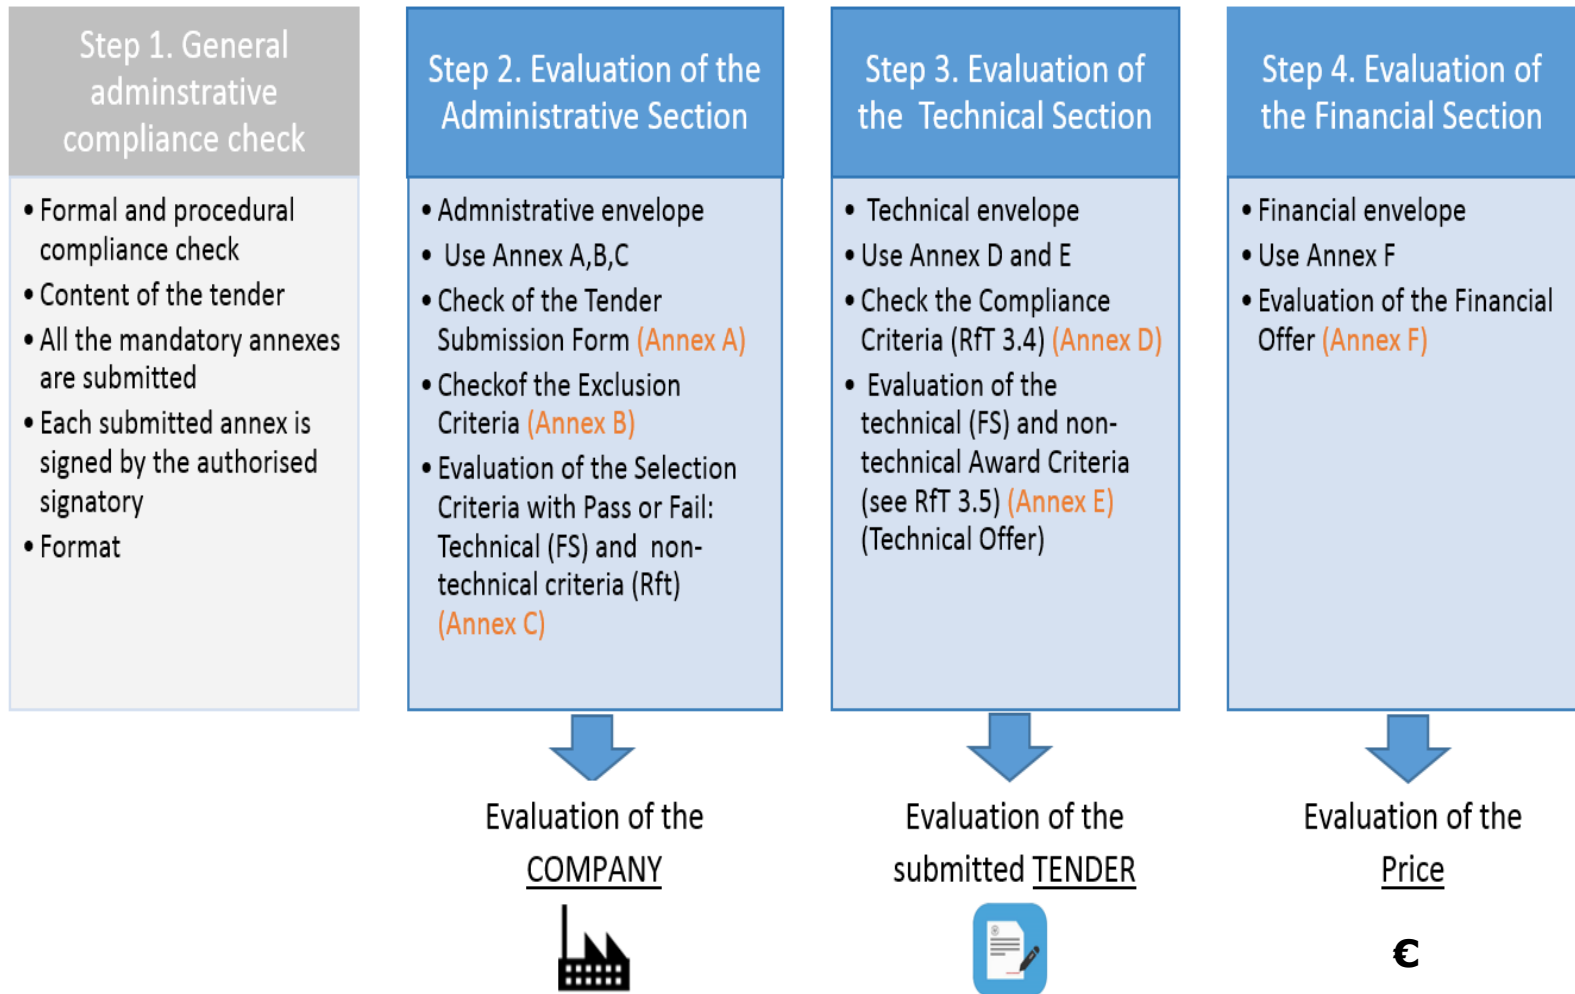 Step 1. General
adminstrative
compliance check
• Formal and procedural
compliance check
• Content of the tender
• All the mandatory annexes
are submitted
• Each submitted annex is
signed by the authorised
signatory
• Format
Step 2. Evaluation of the
Administrative Section
• Admnistrative envelope
• Use Annex A,B,C
• Check of the Tender
Submission Form (Annex A)
• Checkof the Exclusion
Criteria (Annex B)
• Evaluation of the Selection
Criteria with Pass or Fail:
Technical (FS) and non-
technical criteria (Rft)
(Annex C)
Evaluation of the
COMPANY
Step 3. Evaluation of
the Technical Section
• Technical envelope
• Use Annex D and E
• Check the Compliance
Criteria (RfT 3.4) (Annex D)
• Evaluation of the
technical (FS) and non-
technical Award Criteria
(see RfT 3.5) (Annex E)
(Technical Offer)
Evaluation of the
submitted TENDER
Step 4. Evaluation of
the Financial Section
• Financial envelope
• Use Annex F
• Evaluation of the Financial
Offer (Annex F)
Evaluation of the
Price
€